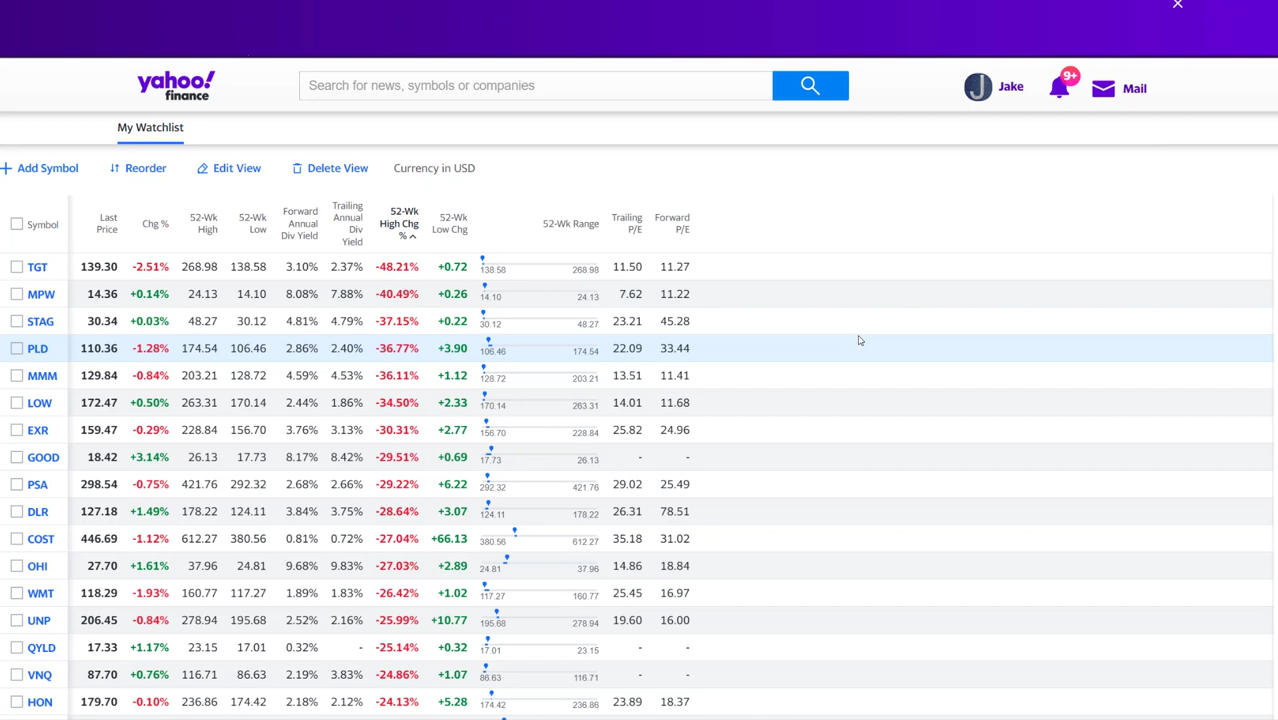 ×
yahoo!
finance
Search for news, symbols or companies
J Jake 9+ Mail
My Watchlist
+ Add Symbol Reorder Edit View Delete View Currency in USD
Symbol Last Price Chg % 52-Wk High 52-Wk Low Forward Annual Div Yield Trailing Annual Div Yield 52-Wk High Chg % 52-Wk Low Chg 52-Wk Range Trailing P/E Forward P/E
TGT 139.30 -2.51% 268.98 138.58 3.10% 2.37% -48.21% +0.72 138.58 268.98 11.50 11.27
MPW 14.36 +0.14% 24.13 14.10 8.08% 7.88% -40.49% +0.26 14.10 24.13 7.62 11.22
STAG 30.34 +0.03% 48.27 30.12 4.81% 4.79% -37.15% +0.22 30.12 48.27 23.21 45.28
PLD 110.36 -1.28% 174.54 106.46 2.86% 2.40% -36.77% +3.90 106.46 174.54 22.09 33.44
MMM 129.84 -0.84% 203.21 128.72 4.59% 4.53% -36.11% +1.12 128.72 203.21 13.51 11.41
LOW 172.47 +0.50% 263.31 170.14 2.44% 1.86% -34.50% +2.33 170.14 263.31 14.01 11.68
EXR 159.47 -0.29% 228.84 156.70 3.76% 3.13% -30.31% +2.77 156.70 228.84 25.82 24.96
GOOD 18.42 +3.14% 26.13 17.73 8.17% 8.42% -29.51% +0.69 17.73 26.13 - -
PSA 298.54 -0.75% 421.76 292.32 2.68% 2.66% -29.22% +6.22 292.32 421.76 29.02 25.49
DLR 127.18 +1.49% 178.22 124.11 3.84% 3.75% -28.64% +3.07 124.11 178.22 26.31 78.51
COST 446.69 -1.12% 612.27 380.56 0.81% 0.72% -27.04% +66.13 380.56 612.27 35.18 31.02
OHI 27.70 +1.61% 37.96 24.81 9.68% 9.83% -27.03% +2.89 24.81 37.96 14.86 18.84
WMT 118.29 -1.93% 160.77 117.27 1.89% 1.83% -26.42% +1.02 117.27 160.77 25.45 16.97
UNP 206.45 -0.84% 278.94 195.68 2.52% 2.16% -25.99% +10.77 195.68 278.94 19.60 16.00
QYLD 17.33 +1.17% 23.15 17.01 0.32% - -25.14% +0.32 17.01 23.15 - -
VNQ 87.70 +0.76% 116.71 86.63 2.19% 3.83% -24.86% +1.07 86.63 116.71 - -
HON 179.70 -0.10% 236.86 174.42 2.18% 2.12% -24.13% +5.28 174.42 236.86 23.89 18.37